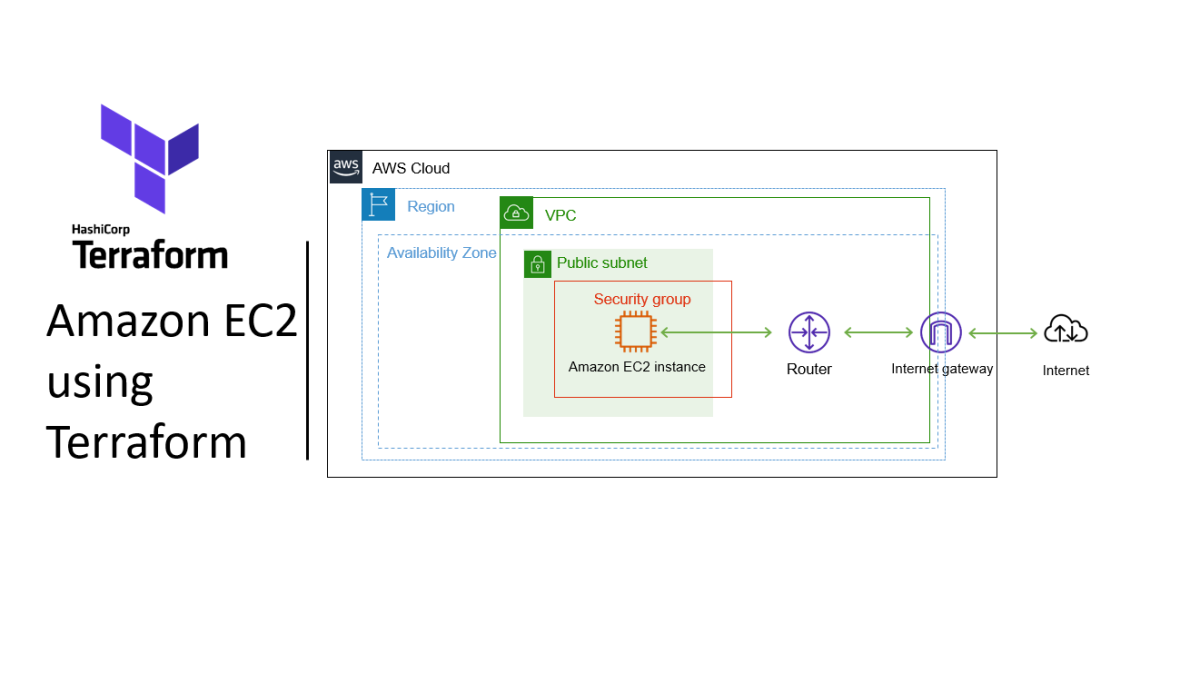 HashiCorp
Terraform
Amazon EC2
using
Terraform
aws
AWS Cloud
Region
VPC
Availability Zone
Public subnet
Security group
Amazon EC2 instance
Router
Internet gateway
Internet